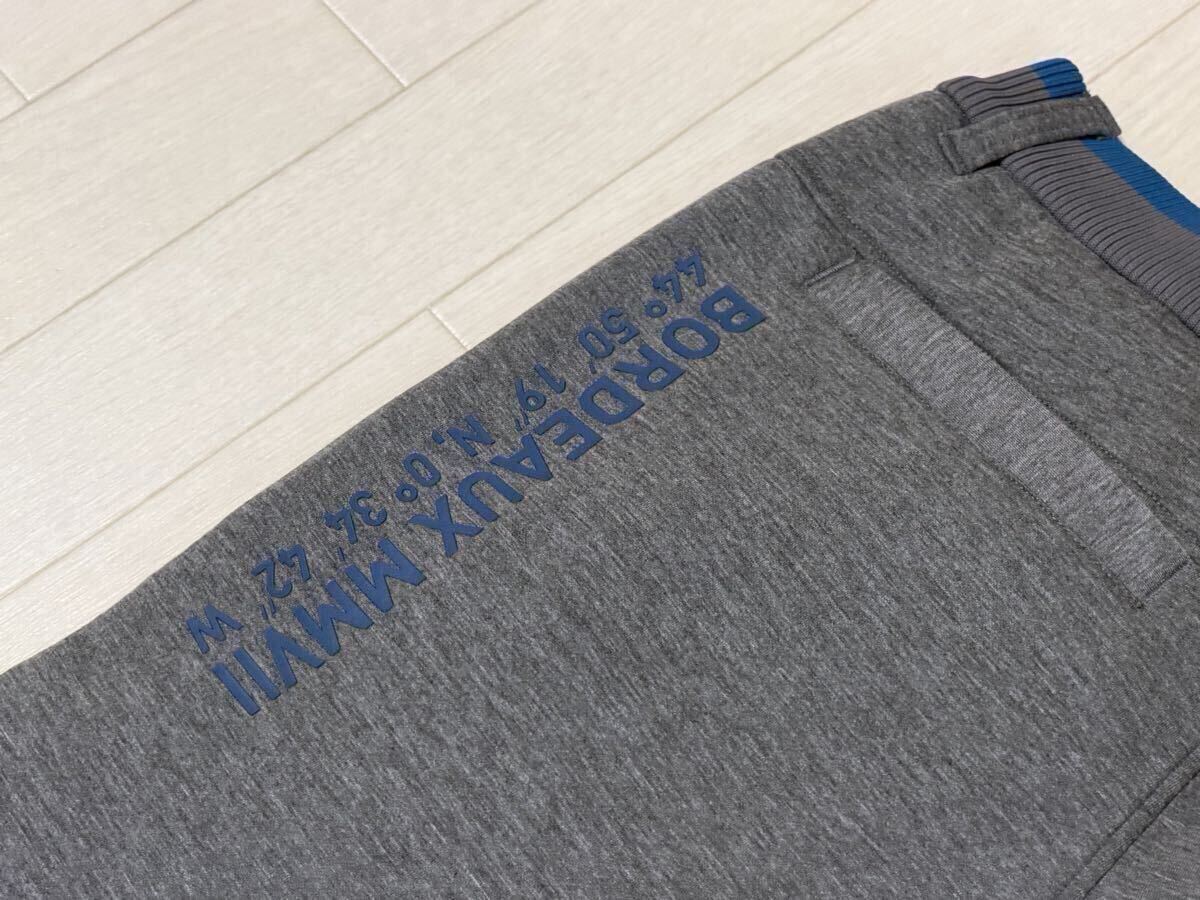 BORDEAUX MMVII
44° 50′ 19″ N, 0° 34′ 42″ W